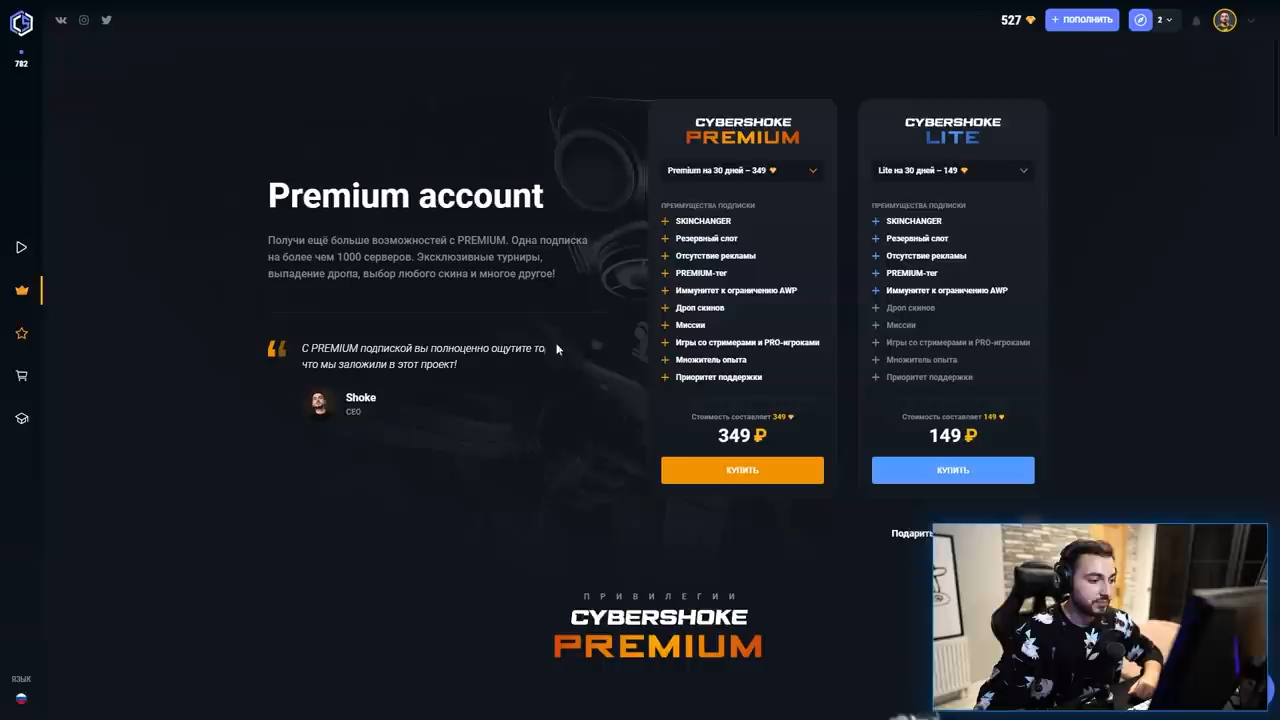 527
+ ПОПОЛНИТЬ
2
782
CYBERSHOKE
PREMIUM
Premium на 30 дней – 349
ПРЕИМУЩЕСТВА ПОДПИСКИ
SKINCHANGER
Резервный слот
Отсутствие рекламы
PREMIUM-тег
Иммунитет к ограничению AWP
Дроп скинов
Миссии
Игры со стримерами и PRO-игроками
Множитель опыта
Приоритет поддержки
Стоимость составляет 349
349 ₽
КУПИТЬ
CYBERSHOKE
LITE
Lite на 30 дней – 149
ПРЕИМУЩЕСТВА ПОДПИСКИ
SKINCHANGER
Резервный слот
Отсутствие рекламы
PREMIUM-тег
Иммунитет к ограничению AWP
Дроп скинов
Миссии
Игры со стримерами и PRO-игроками
Множитель опыта
Приоритет поддержки
Стоимость составляет 149
149 ₽
КУПИТЬ
Premium account
Получи ещё больше возможностей с PREMIUM. Одна подписка
на более чем 1000 серверов. Эксклюзивные турниры,
выпадение дропа, выбор любого скина и многое другое!
С PREMIUM подпиской вы полноценно ощутите то,
что мы заложили в этот проект!
Shoke
CEO
Подарить
ПРИВИЛЕГИИ
CYBERSHOKE
PREMIUM
ЯЗЫК